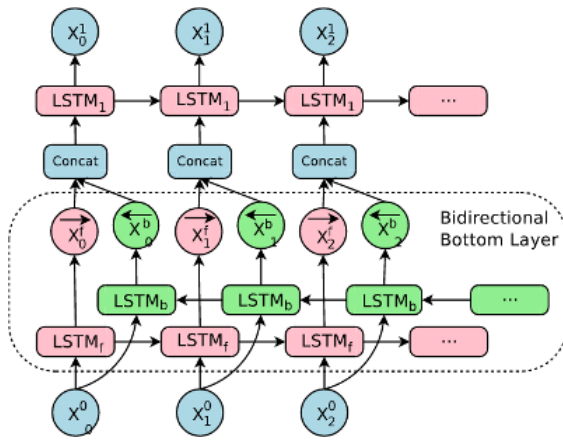 X₀¹ X₁¹ X₂¹
LSTM₁ LSTM₁ LSTM₁ ...
Concat Concat Concat
X₀ᶠ X₀ᵇ X₁ᶠ X₁ᵇ X₂ᶠ X₂ᵇ Bidirectional
Bottom Layer
LSTM_b LSTM_b LSTM_b ...
LSTM_f LSTM_f LSTM_f ...
X₀⁰ X₁⁰ X₂⁰